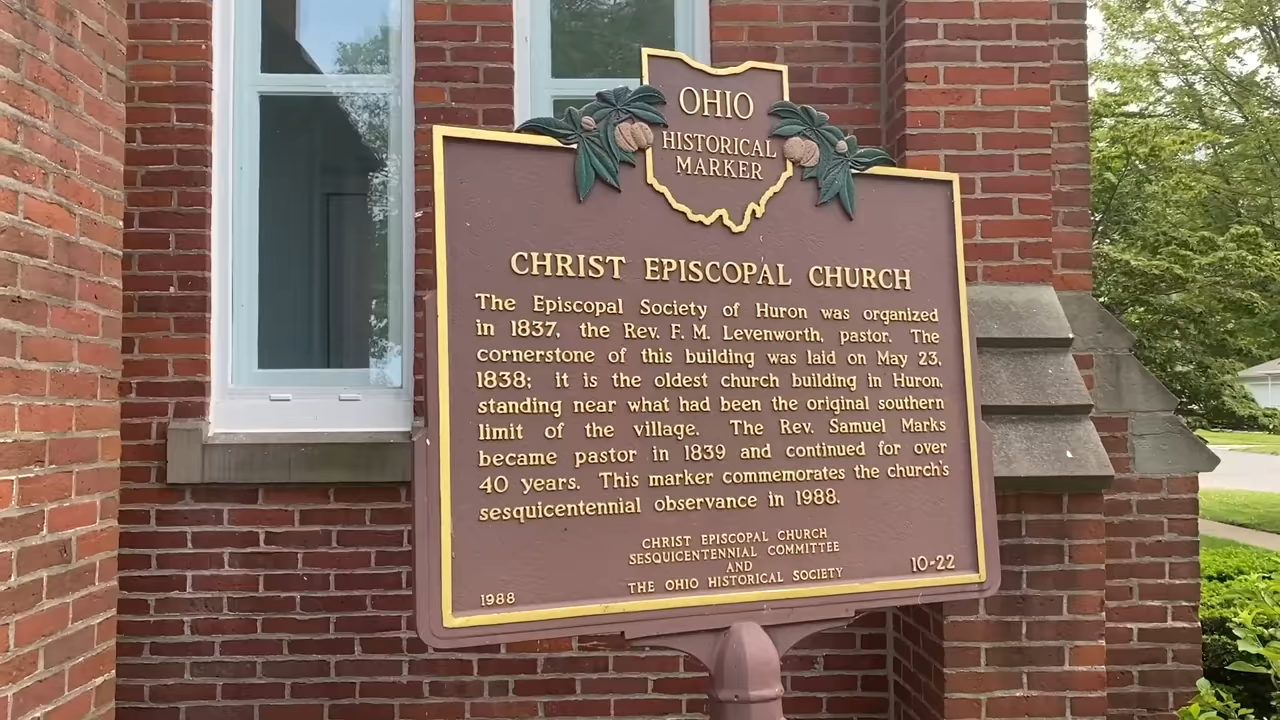 OHIO
HISTORICAL
MARKER
CHRIST EPISCOPAL CHURCH
The Episcopal Society of Huron was organized
in 1837, the Rev. F. M. Levenworth, pastor. The
cornerstone of this building was laid on May 23,
1838; it is the oldest church building in Huron,
standing near what had been the original southern
limit of the village. The Rev. Samuel Marks
became pastor in 1839 and continued for over
40 years. This marker commemorates the church's
sesquicentennial observance in 1988.
CHRIST EPISCOPAL CHURCH
SESQUICENTENNIAL COMMITTEE
AND
THE OHIO HISTORICAL SOCIETY
1988
10-22